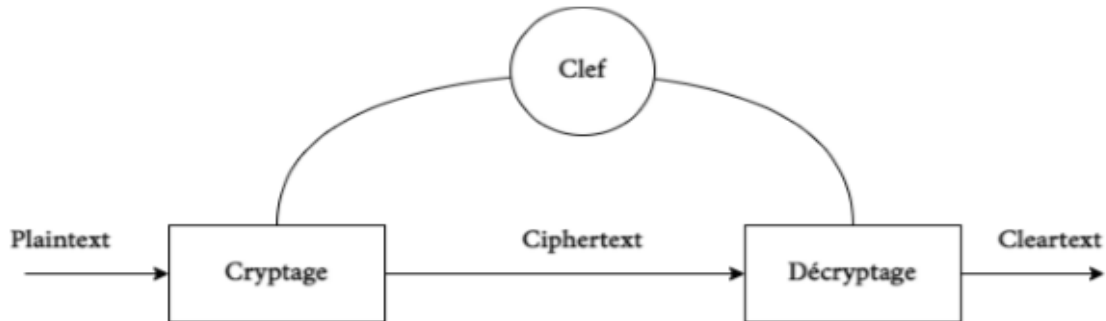 Clef
Plaintext
Ciphertext
Cleartext
Cryptage
Décryptage